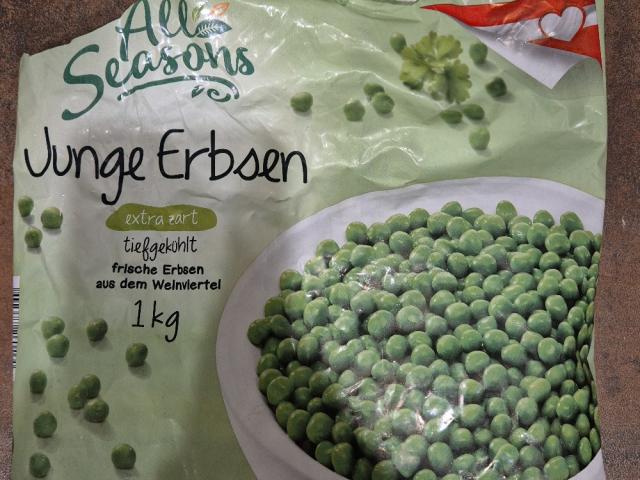 All
Seasons
Junge Erbsen
extra zart
tiefgekühlt
frische Erbsen
aus dem Weinviertel
1 kg